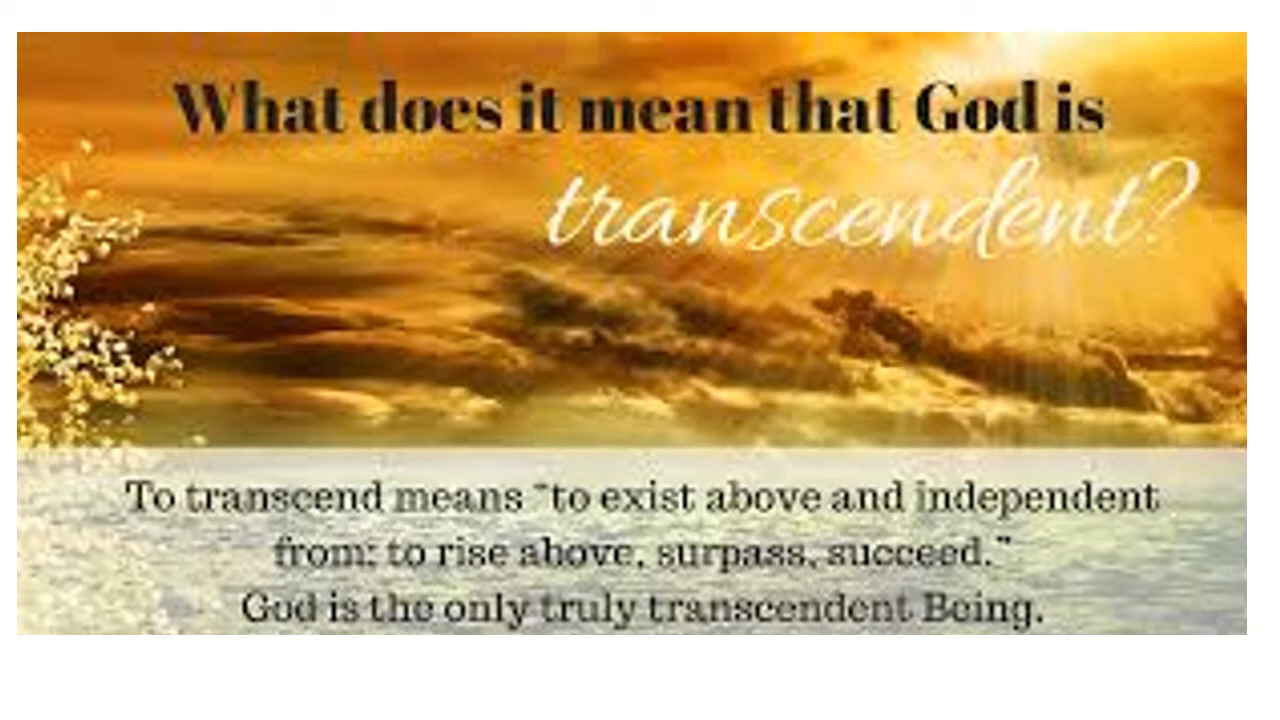 What does it mean that God is
transcendent?
To transcend means "to exist above and independent
from; to rise above, surpass, succeed."
God is the only truly transcendent Being.